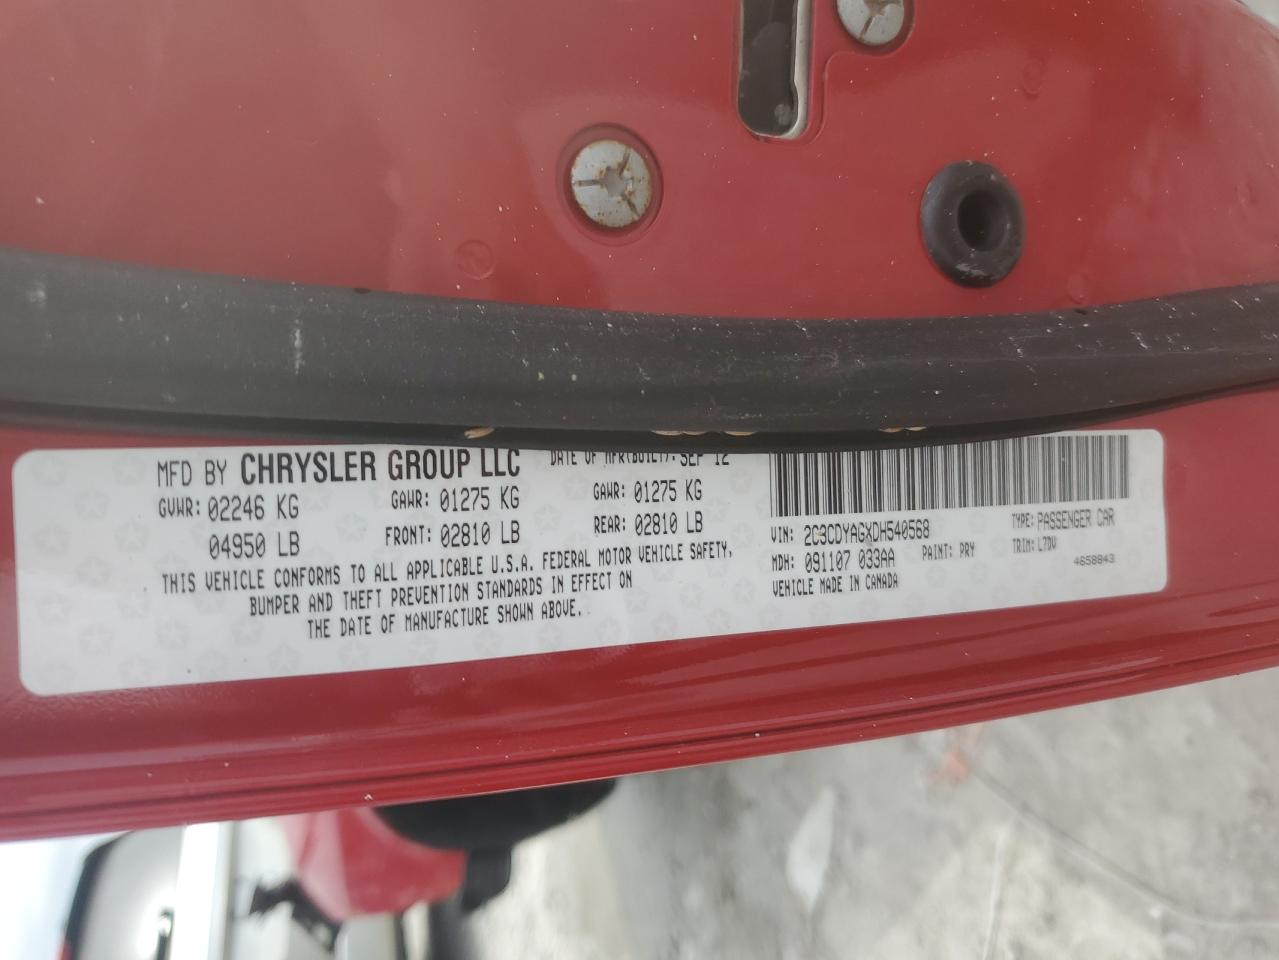 MFD BY CHRYSLER GROUP LLC DATE OF MFR(BUILT): SEP 12
GVWR: 02246 KG GAWR: 01275 KG GAWR: 01275 KG
04950 LB FRONT: 02810 LB REAR: 02810 LB
THIS VEHICLE CONFORMS TO ALL APPLICABLE U.S.A. FEDERAL MOTOR VEHICLE SAFETY,
BUMPER AND THEFT PREVENTION STANDARDS IN EFFECT ON
THE DATE OF MANUFACTURE SHOWN ABOVE.
VIN: 2C3CDYAGXDH540568 TYPE: PASSENGER CAR
MDH: 091107 033AA PAINT: PRY TRIM: L7DV
VEHICLE MADE IN CANADA 4658843